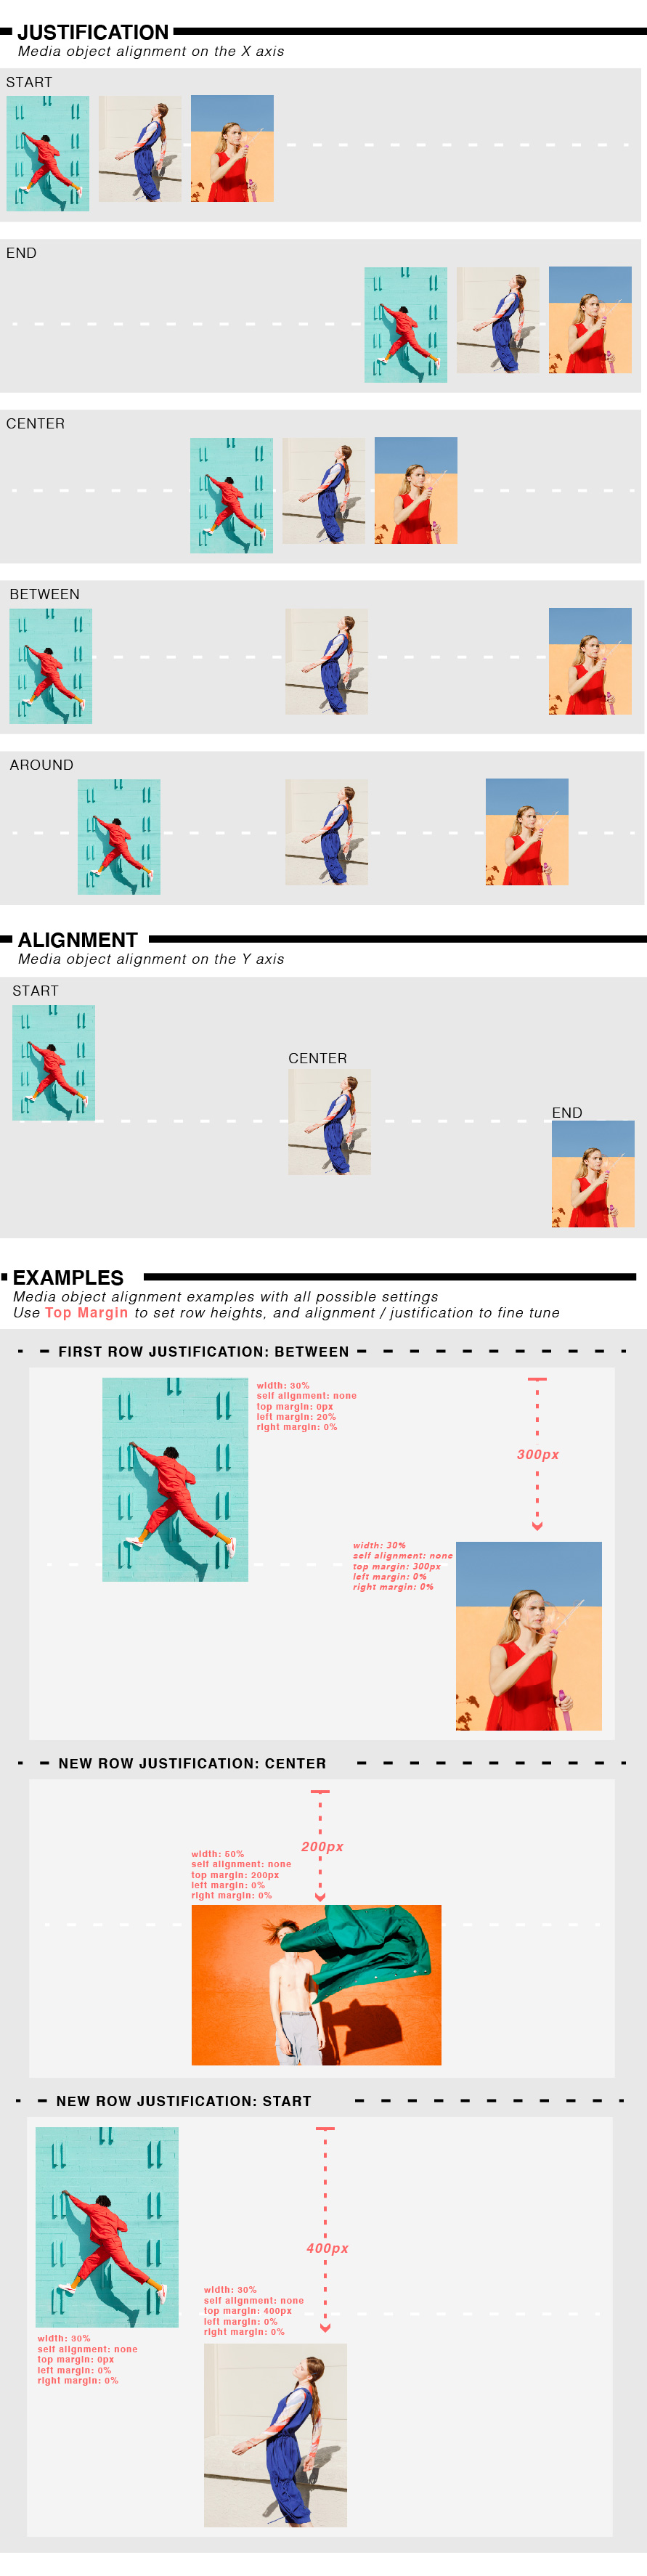 JUSTIFICATION
Media object alignment on the X axis
START
END
CENTER
BETWEEN
AROUND
ALIGNMENT
Media object alignment on the Y axis
START
CENTER
END
EXAMPLES
Media object alignment examples with all possible settings
Use Top Margin to set row heights, and alignment / justification to fine tune
FIRST ROW JUSTIFICATION: BETWEEN
width: 30%
self alignment: none
top margin: 0px
left margin: 20%
right margin: 0%
300px
width: 30%
self alignment: none
top margin: 300px
left margin: 0%
right margin: 0%
NEW ROW JUSTIFICATION: CENTER
200px
width: 50%
self alignment: none
top margin: 200px
left margin: 0%
right margin: 0%
NEW ROW JUSTIFICATION: START
400px
width: 30%
self alignment: none
top margin: 400px
left margin: 0%
right margin: 0%
width: 30%
self alignment: none
top margin: 0px
left margin: 0%
right margin: 0%